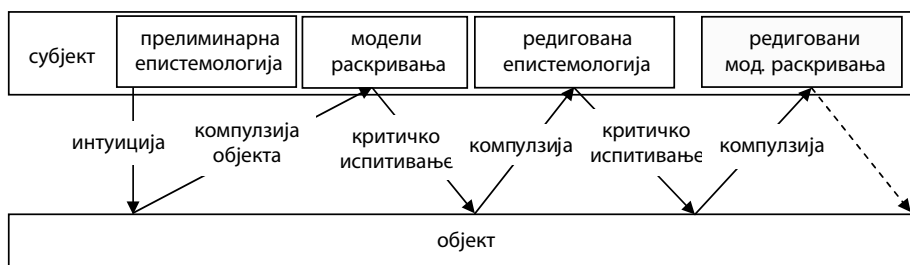 субјект
прелиминарна
епистемологија
модели
раскривања
редигована
епистемологија
редиговани
мод. раскривања
интуиција
компулзија
објекта
критичко
испитивање
компулзија
критичко
испитивање
компулзија
објект